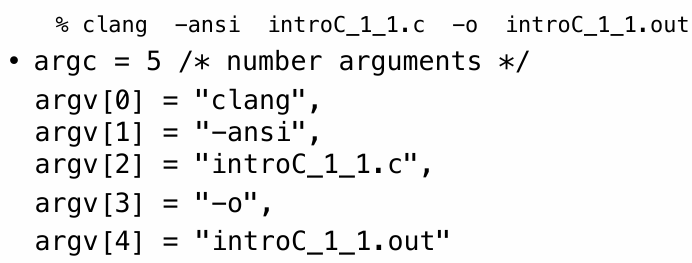 % clang -ansi introC_1_1.c -o introC_1_1.out
• argc = 5 /* number arguments */
argv[0] = "clang",
argv[1] = "-ansi",
argv[2] = "introC_1_1.c",
argv[3] = "-o",
argv[4] = "introC_1_1.out"